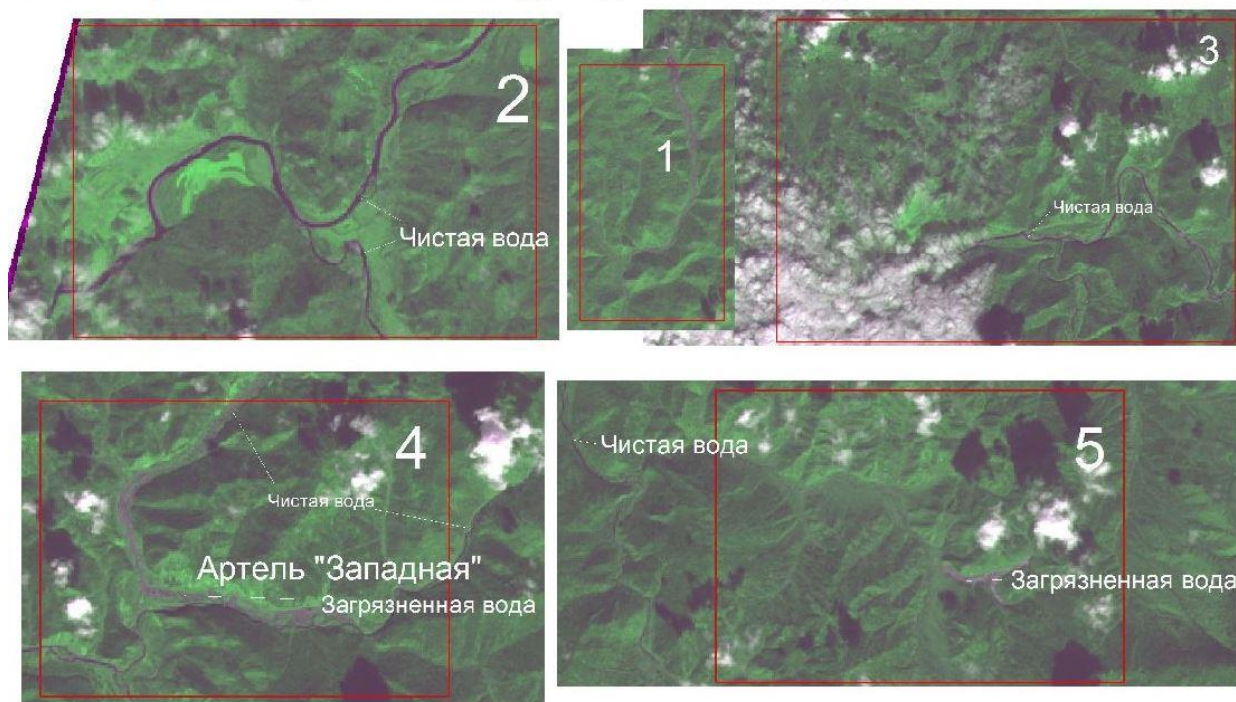 2
Чистая вода
1
3
Чистая вода
4
Чистая вода
Артель "Западная"
Загрязненная вода
Чистая вода
5
Загрязненная вода